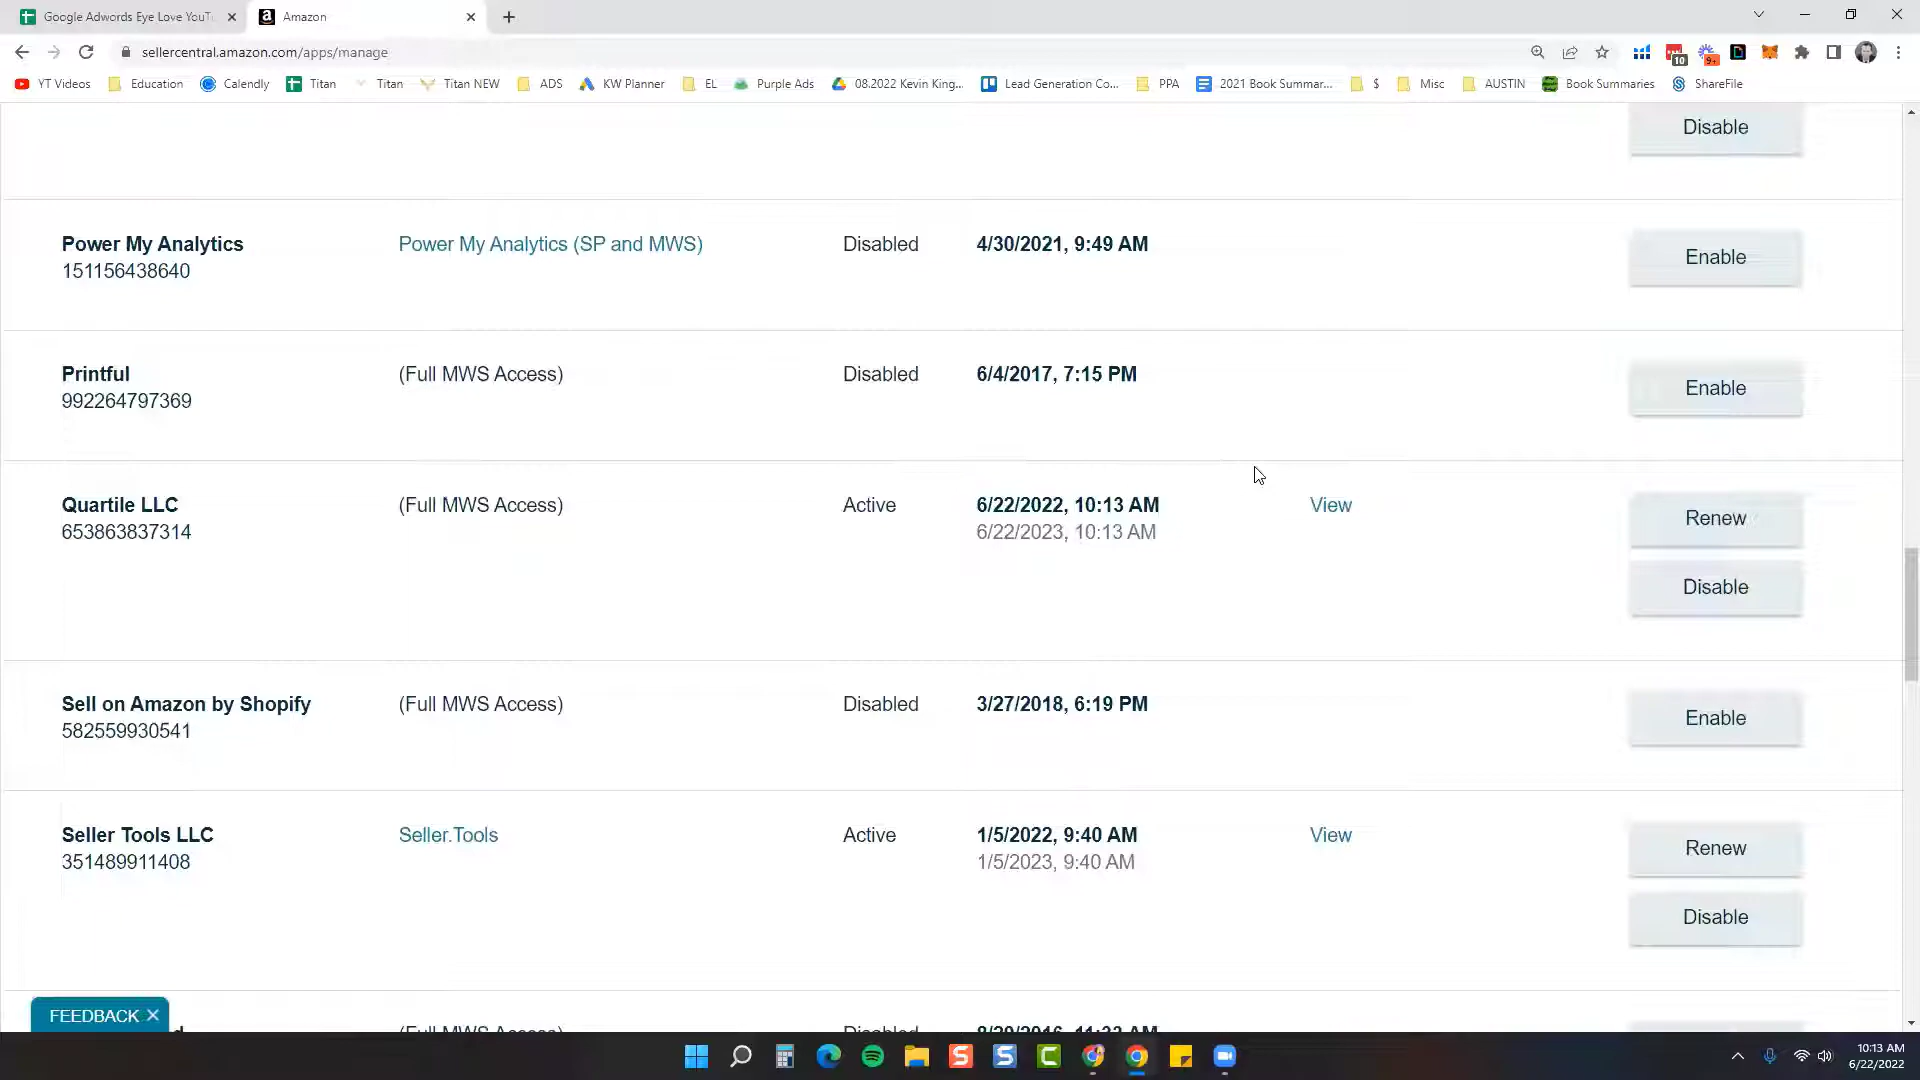 Google Adwords Eye Love YouT
Amazon
sellercentral.amazon.com/apps/manage
10
9+
YT Videos
Education
Calendly
Titan
Titan
Titan NEW
ADS
KW Planner
EL
Purple Ads
08.2022 Kevin King...
Lead Generation Co...
PPA
2021 Book Summar...
$
Misc
AUSTIN
Book Summaries
ShareFile
Disable
Power My Analytics
151156438640
Power My Analytics (SP and MWS)
Disabled
4/30/2021, 9:49 AM
Enable
Printful
992264797369
(Full MWS Access)
Disabled
6/4/2017, 7:15 PM
Enable
Quartile LLC
653863837314
(Full MWS Access)
Active
6/22/2022, 10:13 AM
6/22/2023, 10:13 AM
View
Renew
Disable
Sell on Amazon by Shopify
582559930541
(Full MWS Access)
Disabled
3/27/2018, 6:19 PM
Enable
Seller Tools LLC
351489911408
Seller.Tools
Active
1/5/2022, 9:40 AM
1/5/2023, 9:40 AM
View
Renew
Disable
FEEDBACK
(Full MWS Access)
Disabled
10:13 AM
6/22/2022